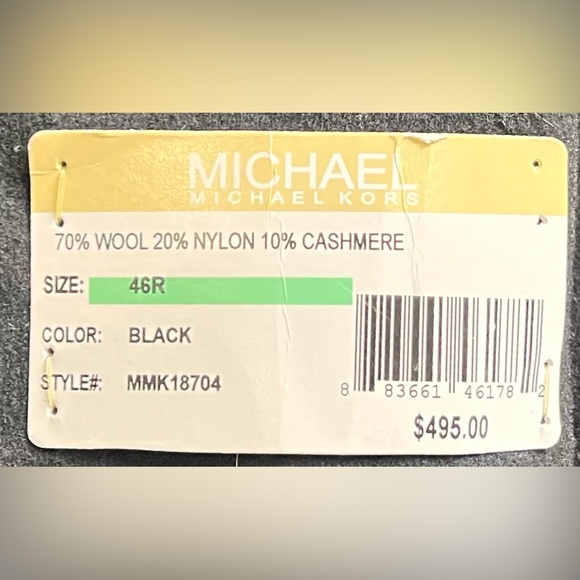 MICHAEL
MICHAEL KORS
70% WOOL 20% NYLON 10% CASHMERE
SIZE: 46R
COLOR: BLACK
STYLE#: MMK18704
8 83661 46178 2
$495.00